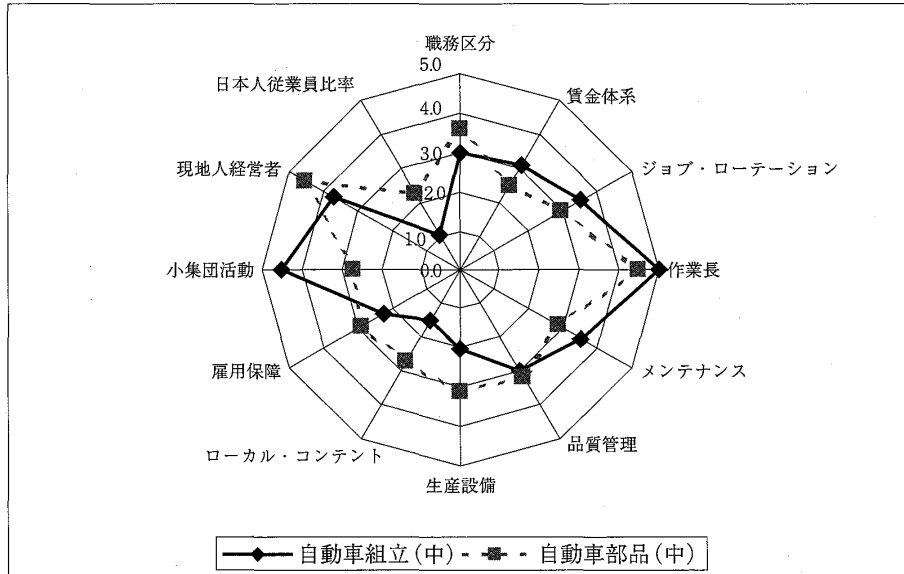 職務区分
5.0
日本人従業員比率
賃金体系
4.0
現地人経営者
3.0
ジョブ・ローテーション
2.0
小集団活動
1.0
0.0
作業長
雇用保障
メンテナンス
ローカル・コンテント
品質管理
生産設備
自動車組立(中)
自動車部品(中)